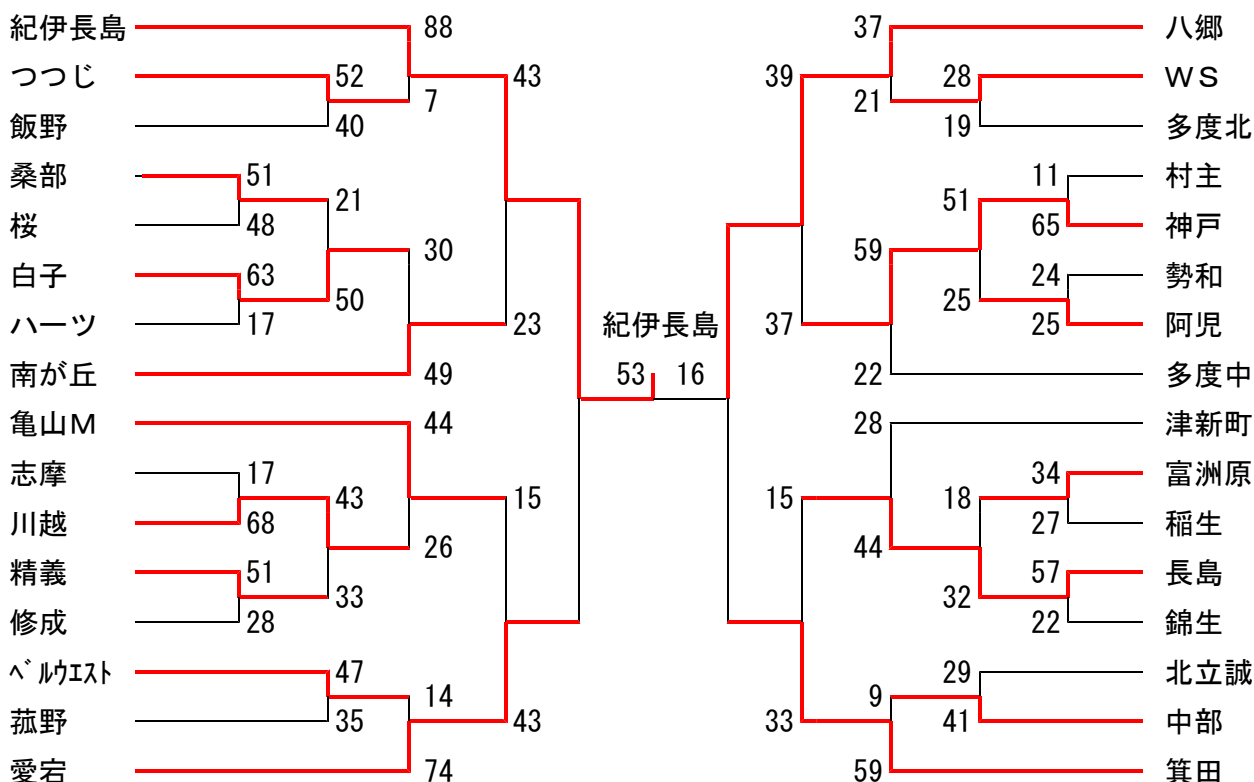 紀伊長島 88 37 八郷
つつじ 52 43 39 28 WS
7 21
飯野 40 19 多度北
桑部 51 11 村主
21 51
桜 48 65 神戸
30 59
白子 63 24 勢和
50 25
ハーツ 17 23 紀伊長島 37 25 阿児
南が丘 49 53 16 22 多度中
亀山M 44 28 津新町
志摩 17 34 富洲原
43 15 15 18
川越 68 27 稲生
26 44
精義 51 57 長島
33 32
修成 28 22 錦生
ベルウエスト 47 29 北立誠
14 9
菰野 35 43 33 41 中部
愛宕 74 59 箕田